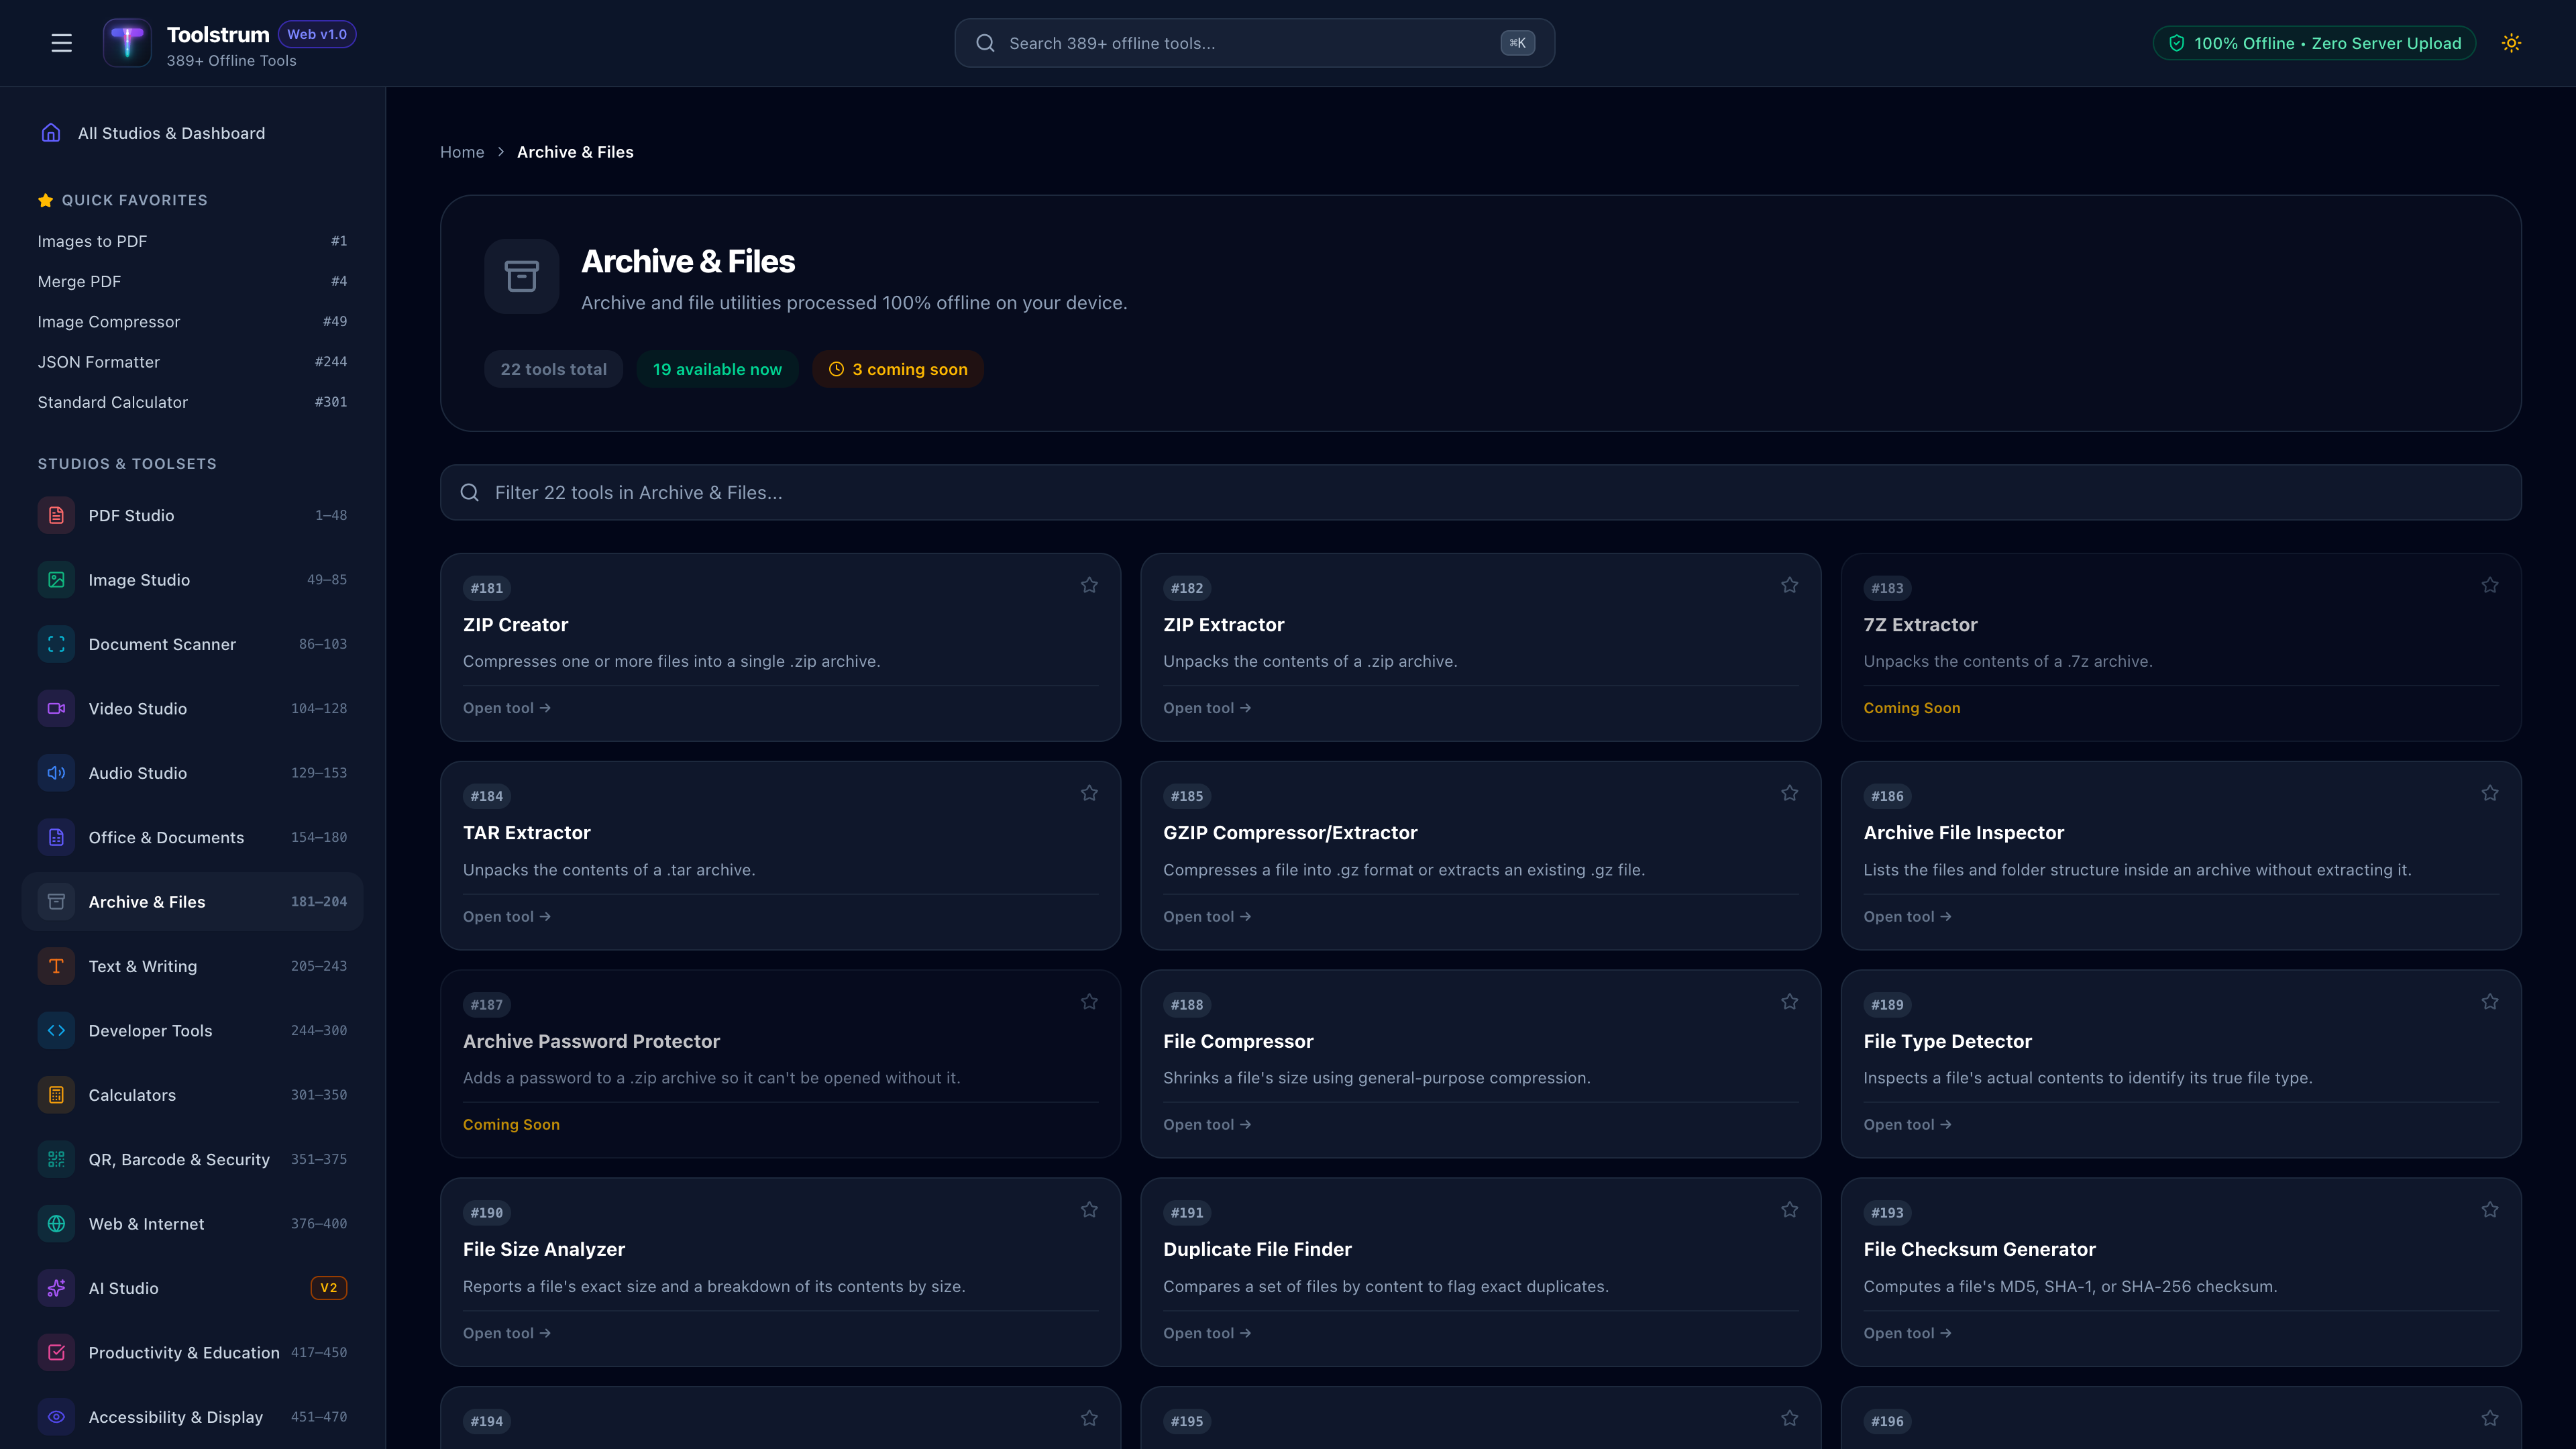 Toolstrum Web v1.0
389+ Offline Tools
Search 389+ offline tools...
⌘K
100% Offline • Zero Server Upload
All Studios & Dashboard
QUICK FAVORITES
Images to PDF #1
Merge PDF #4
Image Compressor #49
JSON Formatter #244
Standard Calculator #301
STUDIOS & TOOLSETS
PDF Studio 1–48
Image Studio 49–85
Document Scanner 86–103
Video Studio 104–128
Audio Studio 129–153
Office & Documents 154–180
Archive & Files 181–204
Text & Writing 205–243
Developer Tools 244–300
Calculators 301–350
QR, Barcode & Security 351–375
Web & Internet 376–400
AI Studio V2
Productivity & Education 417–450
Accessibility & Display 451–470
Home > Archive & Files
Archive & Files
Archive and file utilities processed 100% offline on your device.
22 tools total 19 available now 3 coming soon
Filter 22 tools in Archive & Files...
#181
ZIP Creator
Compresses one or more files into a single .zip archive.
Open tool →
#182
ZIP Extractor
Unpacks the contents of a .zip archive.
Open tool →
#183
7Z Extractor
Unpacks the contents of a .7z archive.
Coming Soon
#184
TAR Extractor
Unpacks the contents of a .tar archive.
Open tool →
#185
GZIP Compressor/Extractor
Compresses a file into .gz format or extracts an existing .gz file.
Open tool →
#186
Archive File Inspector
Lists the files and folder structure inside an archive without extracting it.
Open tool →
#187
Archive Password Protector
Adds a password to a .zip archive so it can't be opened without it.
Coming Soon
#188
File Compressor
Shrinks a file's size using general-purpose compression.
Open tool →
#189
File Type Detector
Inspects a file's actual contents to identify its true file type.
Open tool →
#190
File Size Analyzer
Reports a file's exact size and a breakdown of its contents by size.
Open tool →
#191
Duplicate File Finder
Compares a set of files by content to flag exact duplicates.
Open tool →
#193
File Checksum Generator
Computes a file's MD5, SHA-1, or SHA-256 checksum.
Open tool →
#194
#195
#196